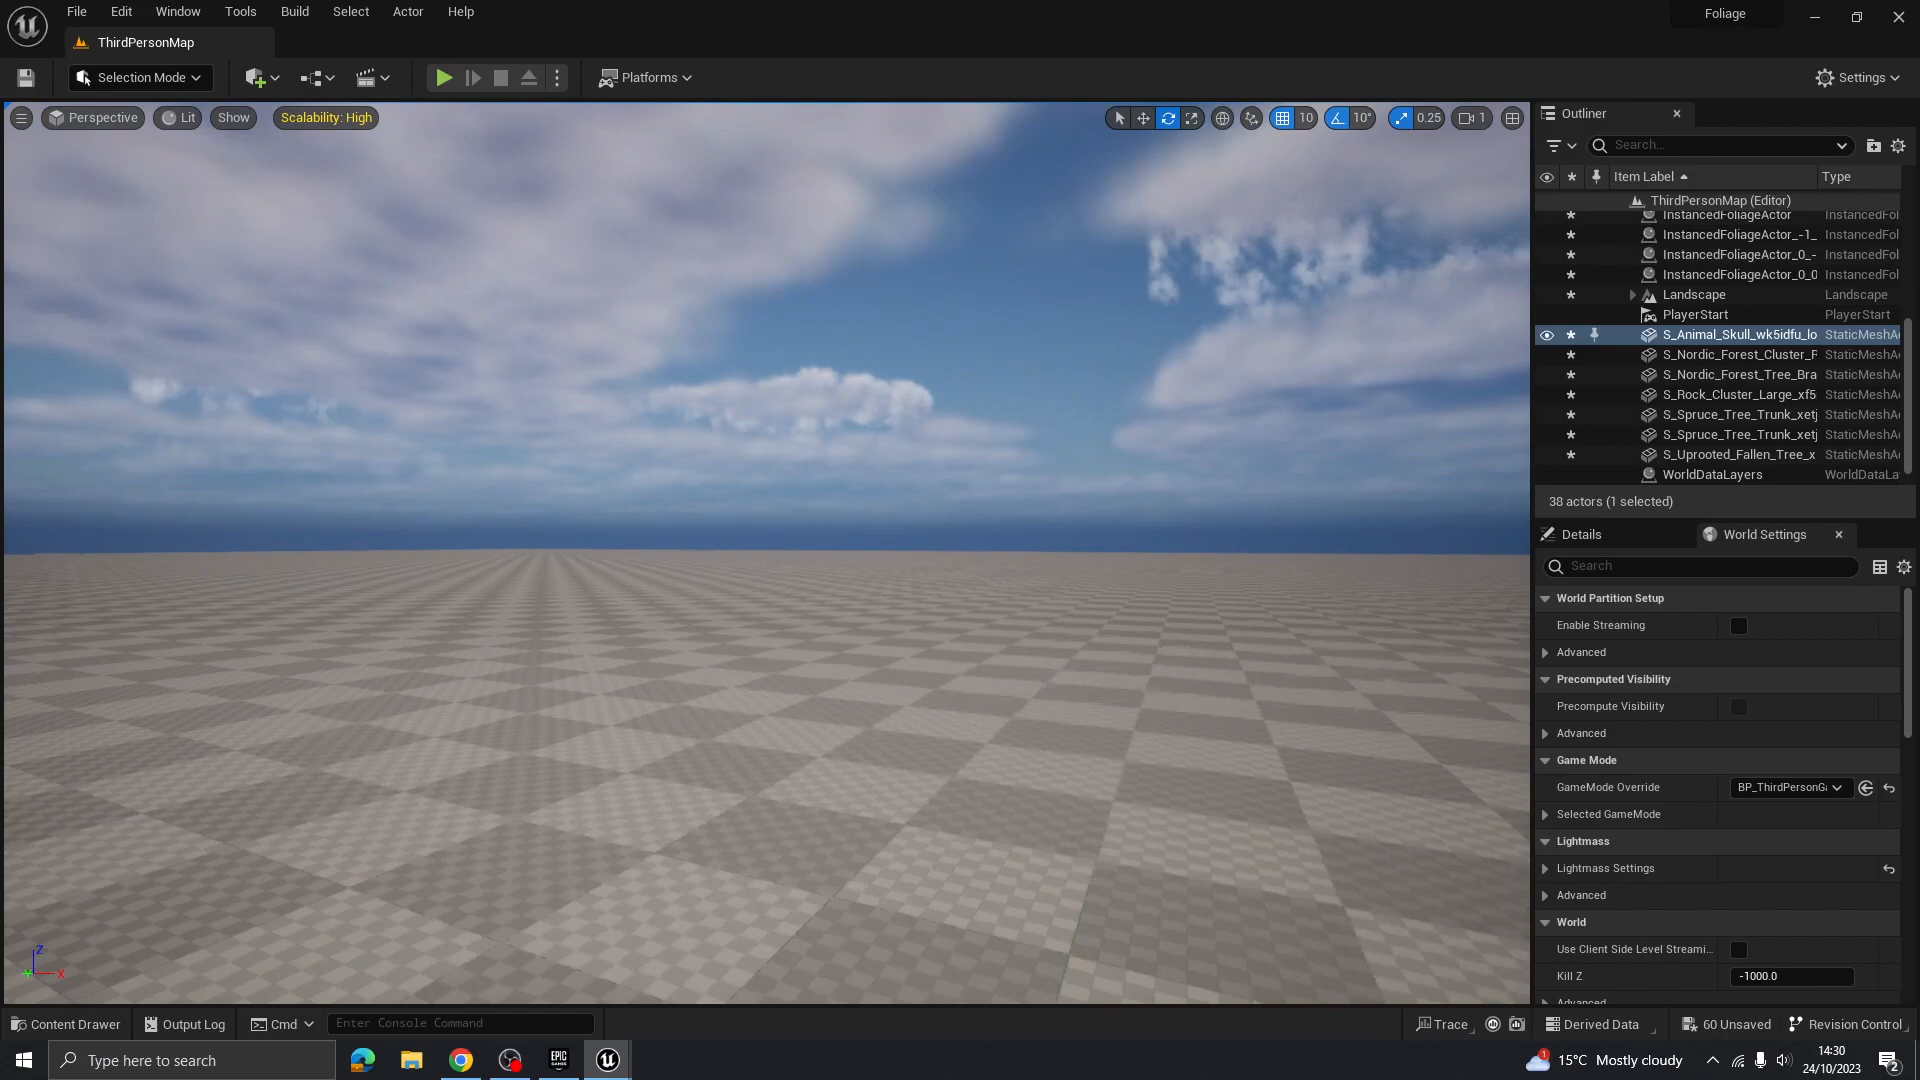 File Edit Window Tools Build Select Actor Help
Foliage
ThirdPersonMap
Selection Mode
Platforms
Settings
Perspective Lit Show Scalability: High
10 10° 0.25 1
Outliner
Search...
Item Label Type
ThirdPersonMap (Editor)
InstancedFoliageActor InstancedFol
InstancedFoliageActor_-1_ InstancedFol
InstancedFoliageActor_0_- InstancedFol
InstancedFoliageActor_0_0 InstancedFol
Landscape Landscape
PlayerStart PlayerStart
S_Animal_Skull_wk5idfu_lo StaticMeshA
S_Nordic_Forest_Cluster_F StaticMeshA
S_Nordic_Forest_Tree_Bra StaticMeshA
S_Rock_Cluster_Large_xf5 StaticMeshA
S_Spruce_Tree_Trunk_xetj StaticMeshA
S_Spruce_Tree_Trunk_xetj StaticMeshA
S_Uprooted_Fallen_Tree_x StaticMeshA
WorldDataLayers WorldDataLa
38 actors (1 selected)
Details World Settings
Search
World Partition Setup
Enable Streaming
Advanced
Precomputed Visibility
Precompute Visibility
Advanced
Game Mode
GameMode Override BP_ThirdPersonGa
Selected GameMode
Lightmass
Lightmass Settings
Advanced
World
Use Client Side Level Streami...
Kill Z -1000.0
Advanced
Z
Y X
Content Drawer Output Log Cmd Enter Console Command
Trace Derived Data 60 Unsaved Revision Control
Type here to search
EPIC GAMES
1 15°C Mostly cloudy
14:30
24/10/2023
2